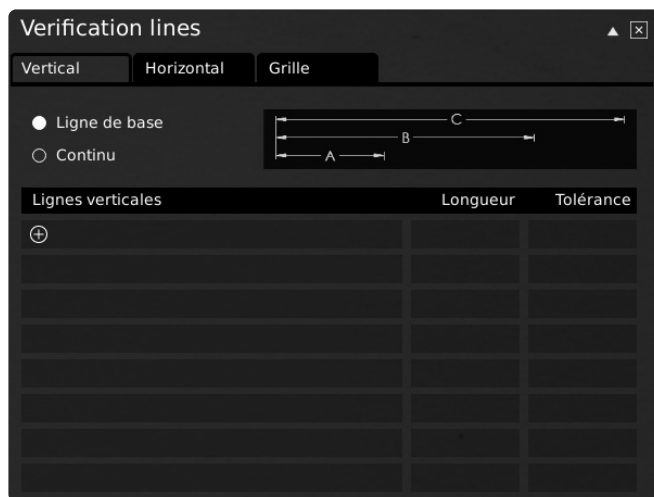 Verification lines
Vertical Horizontal Grille
Ligne de base
Continu
C
B
A
Lignes verticales Longueur Tolérance